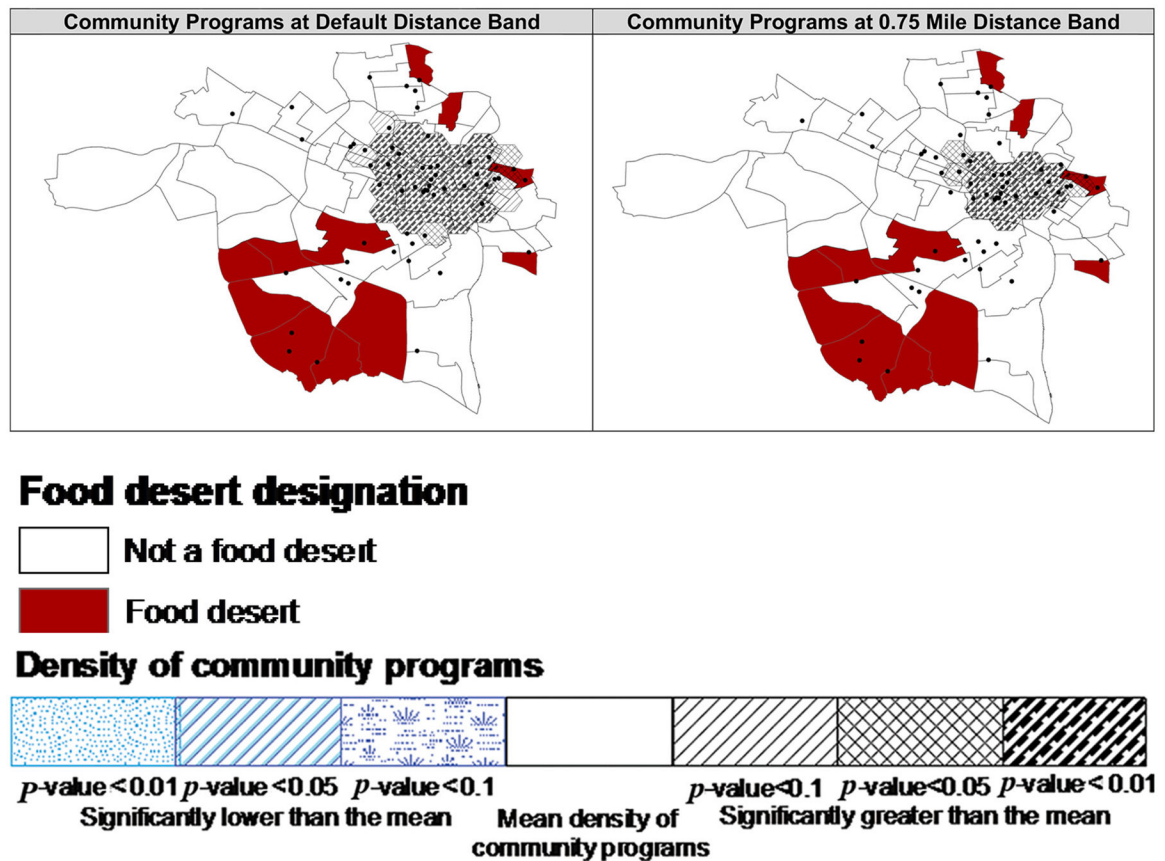 Community Programs at Default Distance Band
Community Programs at 0.75 Mile Distance Band
Food desert designation
Not a food desert
Food desert
Density of community programs
p-value<0.01 p-value<0.05 p-value<0.1 p-value<0.1 p-value<0.05 p-value<0.01
Significantly lower than the mean Mean density of Significantly greater than the mean
community programs